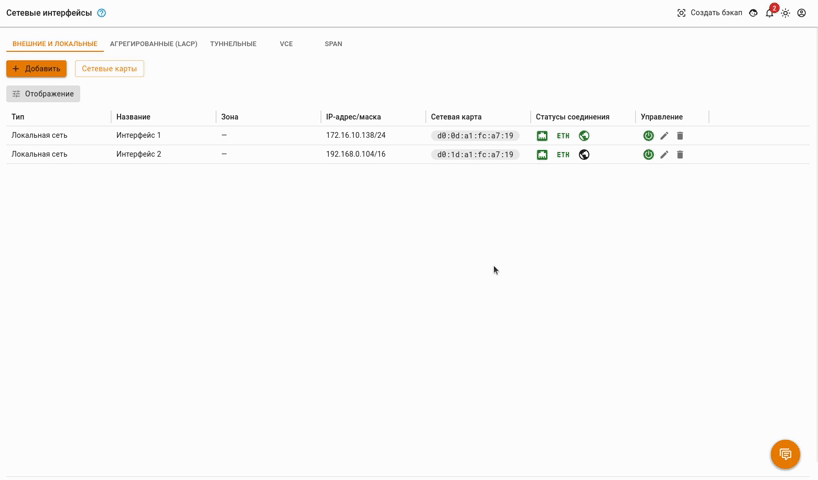 Сетевые интерфейсы
Создать бэкап 2
ВНЕШНИЕ И ЛОКАЛЬНЫЕ АГРЕГИРОВАННЫЕ (LACP) ТУННЕЛЬНЫЕ VCE SPAN
Добавить Сетевые карты
Отображение
Тип Название Зона IP-адрес/маска Сетевая карта Статусы соединения Управление
Локальная сеть Интерфейс 1 — 172.16.10.138/24 d0:0d:a1:fc:a7:19 ETH
Локальная сеть Интерфейс 2 — 192.168.0.104/16 d0:1d:a1:fc:a7:19 ETH